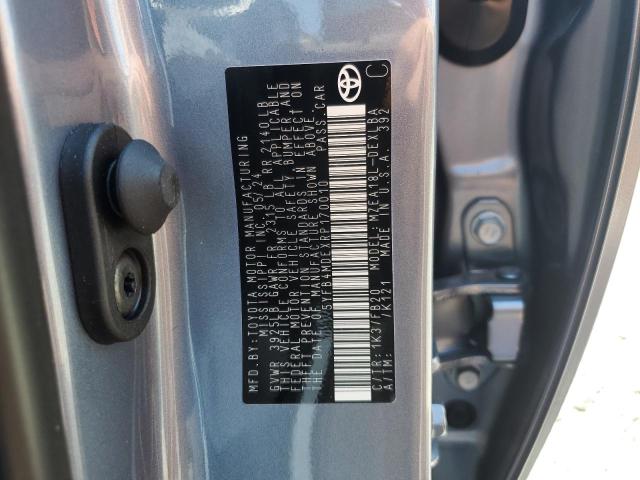 MFD.BY: TOYOTA MOTOR MANUFACTURING
MISSISSIPPI INC. 05/24
GVWR 3925LB GAWR FR 2315LB RR 2140LB
THIS VEHICLE CONFORMS TO ALL APPLICABLE
FEDERAL MOTOR VEHICLE SAFETY BUMPER AND
THEFT PREVENTION STANDARDS IN EFFECT ON
THE DATE OF MANUFACTURE SHOWN ABOVE.
5YFB4MDEXRP170010 PASS.CAR
C/TR: 1K3/FB20 MODEL: MZEA18L-DEXLBA
A/TM: /K121 MADE IN U.S.A. 392
C